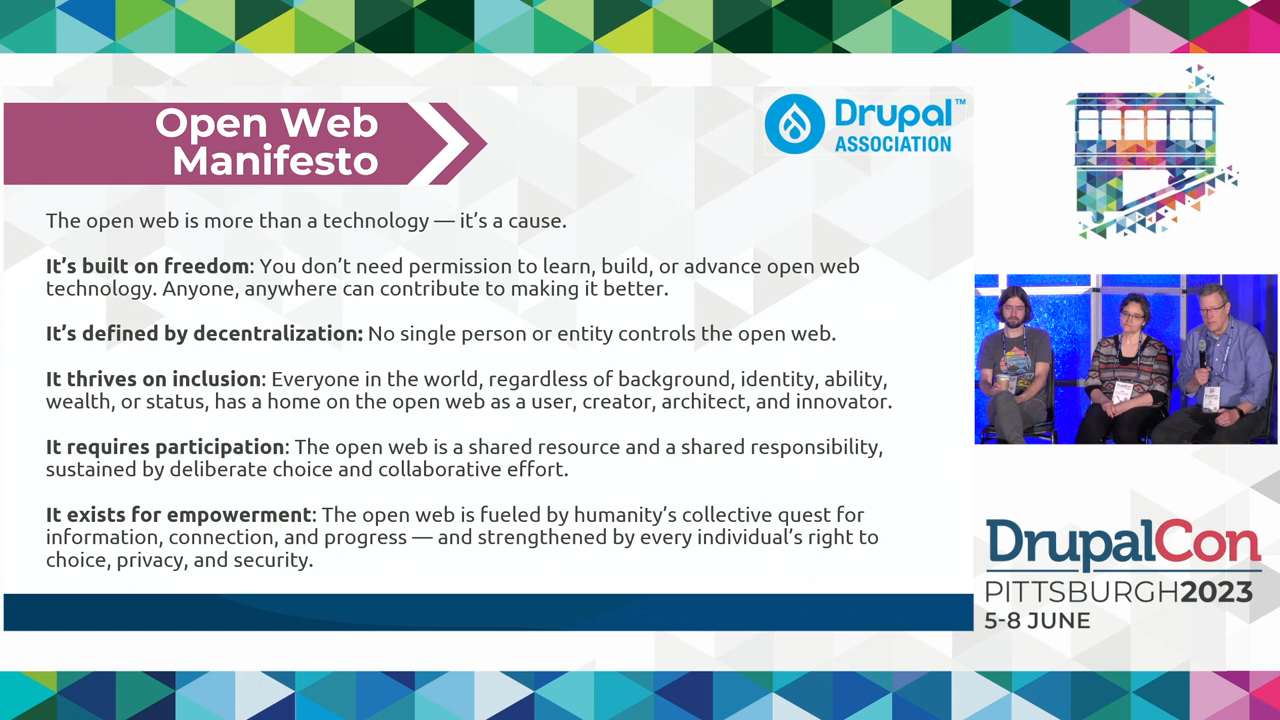 Open Web
Manifesto
Drupal™
ASSOCIATION
The open web is more than a technology — it’s a cause.
It’s built on freedom: You don’t need permission to learn, build, or advance open web
technology. Anyone, anywhere can contribute to making it better.
It’s defined by decentralization: No single person or entity controls the open web.
It thrives on inclusion: Everyone in the world, regardless of background, identity, ability,
wealth, or status, has a home on the open web as a user, creator, architect, and innovator.
It requires participation: The open web is a shared resource and a shared responsibility,
sustained by deliberate choice and collaborative effort.
It exists for empowerment: The open web is fueled by humanity’s collective quest for
information, connection, and progress — and strengthened by every individual’s right to
choice, privacy, and security.
DrupalCon
PITTSBURGH2023
5-8 JUNE